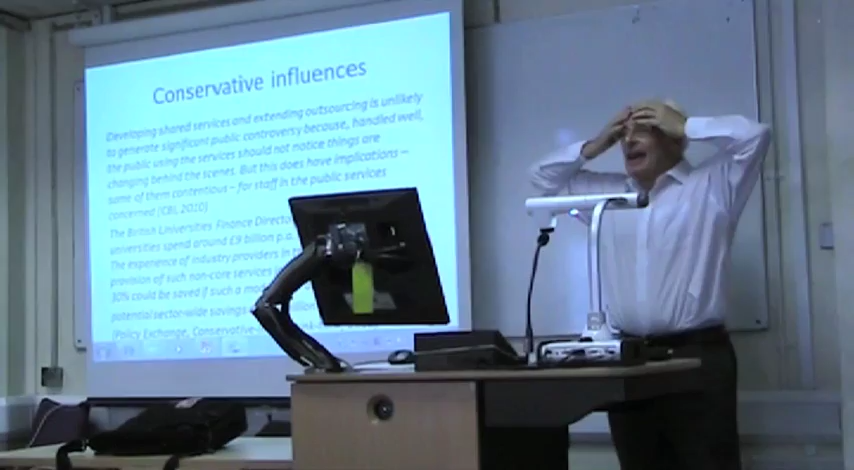 Conservative influences
Developing shared services and extending outsourcing is unlikely
to generate significant public controversy because, handled well,
the public using the services should not notice things are
changing behind the scenes. But this does have implications –
some of them contentious – for staff in the public services
concerned (CBI, 2010)
The British Universities Finance Directo
universities spend around £9 billion p.a.
The experience of industry providers in t
provision of such non-core services
30% could be saved if such a mod
potential sector-wide savings
(Policy Exchange, Conservative-